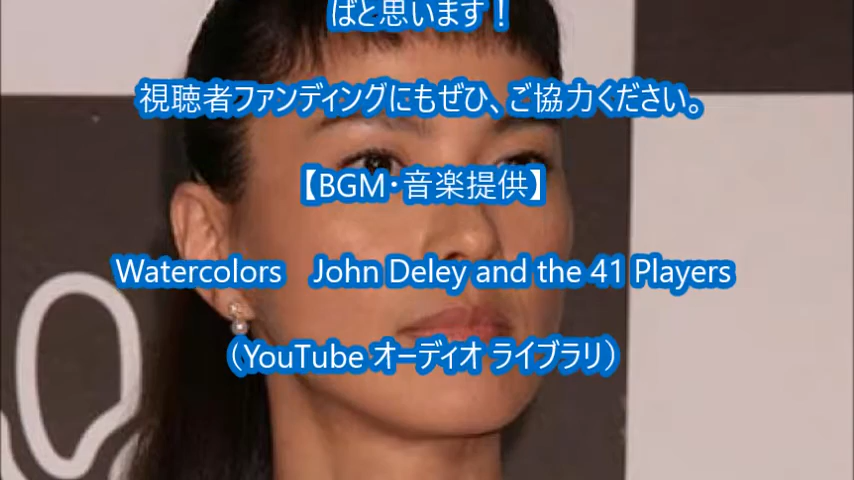 ばと思います！
視聴者ファンディングにもぜひ、ご協力ください。
【BGM・音楽提供】
Watercolors　John Deley and the 41 Players
（YouTube オーディオ ライブラリ）